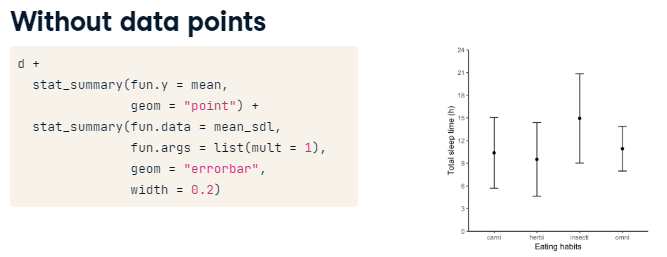 Without data points
d +
  stat_summary(fun.y = mean,
               geom = "point") +
  stat_summary(fun.data = mean_sdl,
               fun.args = list(mult = 1),
               geom = "errorbar",
               width = 0.2)
Total sleep time (h)
24
21
18
15
12
9
6
3
0
carni herbi insecti omni
Eating habits